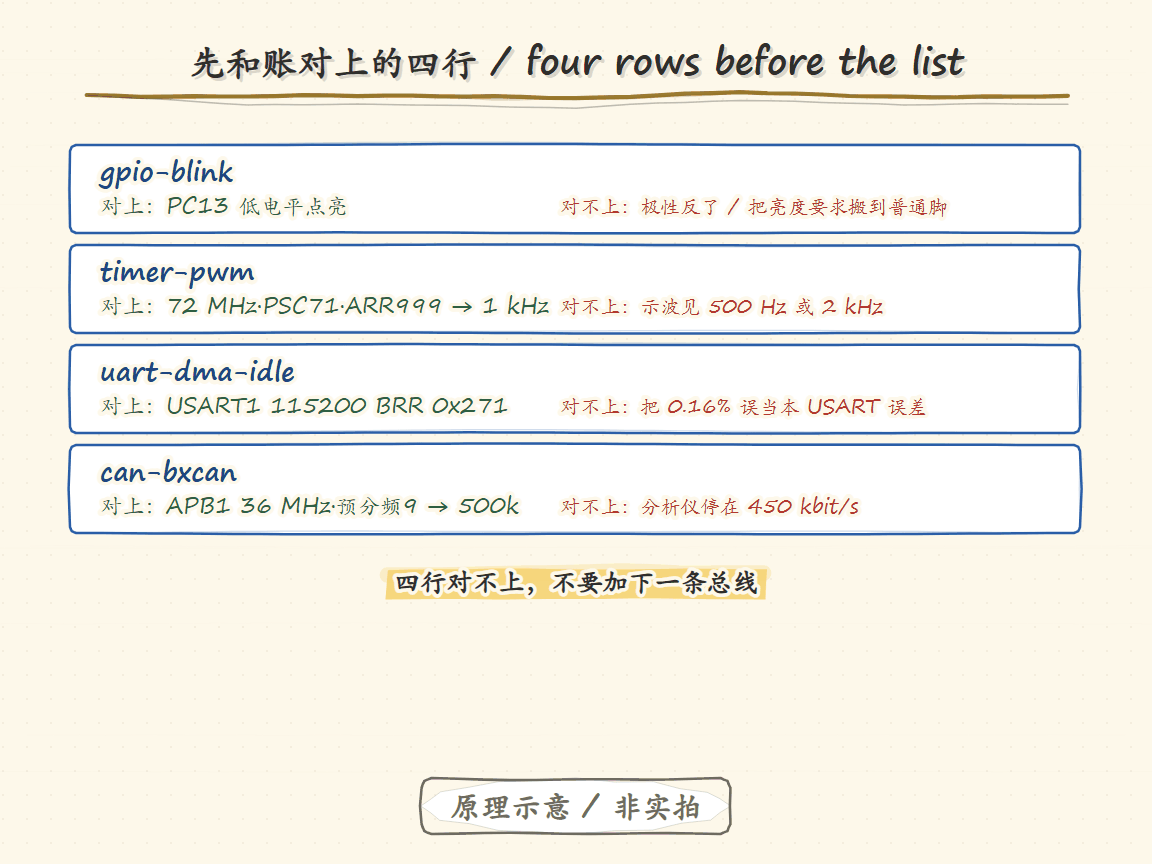 先和账对上的四行 / four rows before the list
gpio-blink
对上：PC13 低电平点亮 对不上：极性反了 / 把亮度要求搬到普通脚
timer-pwm
对上：72 MHz·PSC71·ARR999 → 1 kHz 对不上：示波见 500 Hz 或 2 kHz
uart-dma-idle
对上：USART1 115200 BRR 0x271 对不上：把 0.16% 误当本 USART 误差
can-bxcan
对上：APB1 36 MHz·预分频9 → 500k 对不上：分析仪停在 450 kbit/s
四行对不上，不要加下一条总线
原理示意 / 非实拍